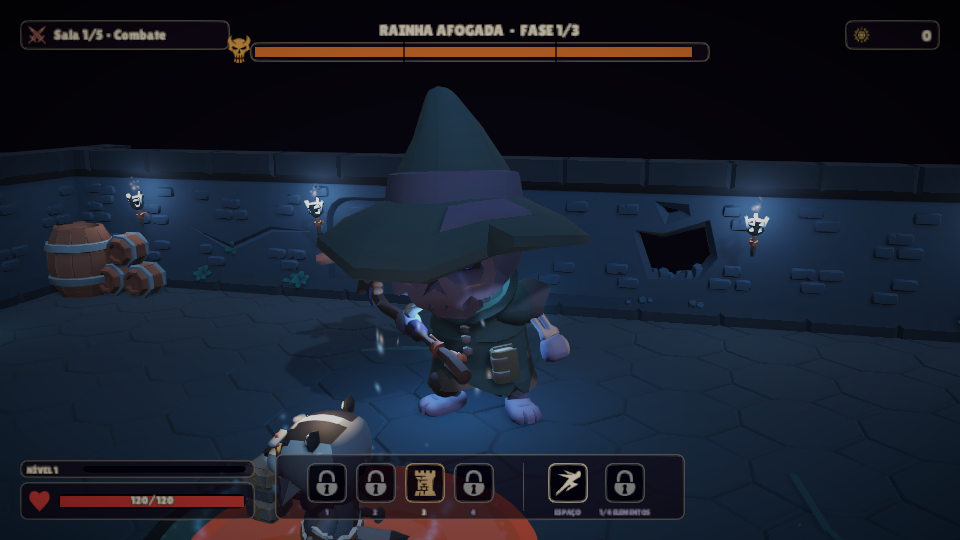 Sala 1/5 · Combate
RAINHA AFOGADA · FASE 1/3
0
NÍVEL 1
120/120
1
2
3
4
ESPAÇO
1/4 ELEMENTOS